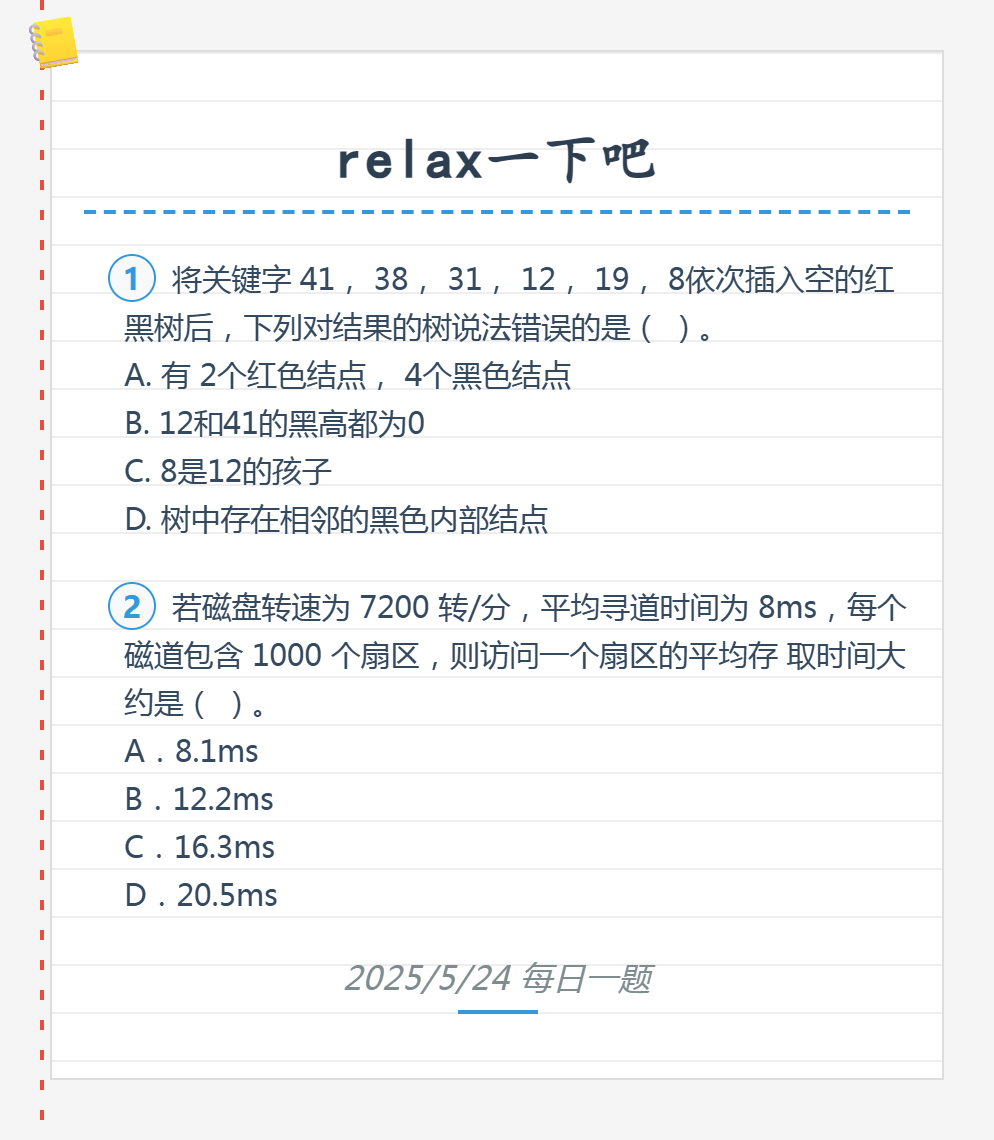 relax一下吧
1 将关键字 41， 38， 31， 12， 19， 8依次插入空的红
黑树后，下列对结果的树说法错误的是（ ）。
A. 有 2个红色结点， 4个黑色结点
B. 12和41的黑高都为0
C. 8是12的孩子
D. 树中存在相邻的黑色内部结点
2 若磁盘转速为 7200 转/分，平均寻道时间为 8ms，每个
磁道包含 1000 个扇区，则访问一个扇区的平均存 取时间大
约是（ ）。
A．8.1ms
B．12.2ms
C．16.3ms
D．20.5ms
2025/5/24 每日一题